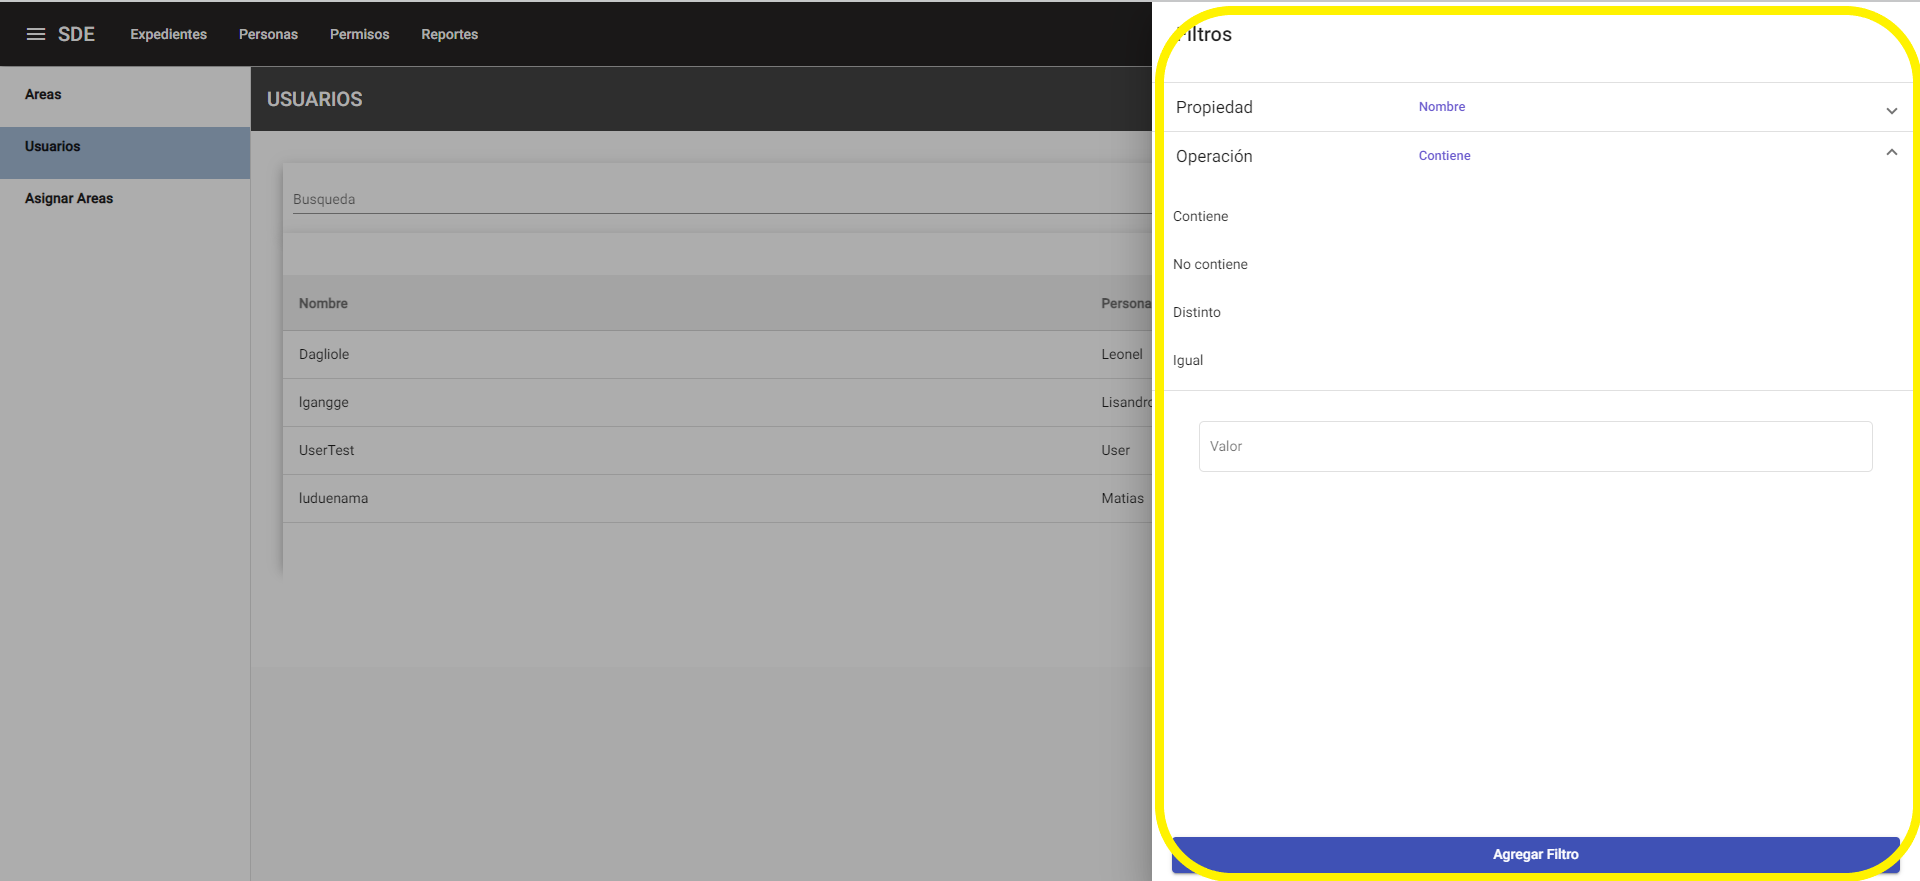 SDE Expedientes Personas Permisos Reportes
Areas
Usuarios
Asignar Areas
USUARIOS
Busqueda
Nombre Persona
Dagliole Leonel
lgangge Lisandro
UserTest User
luduenama Matias
Filtros
Propiedad Nombre
Operación Contiene
Contiene
No contiene
Distinto
Igual
Valor
Agregar Filtro